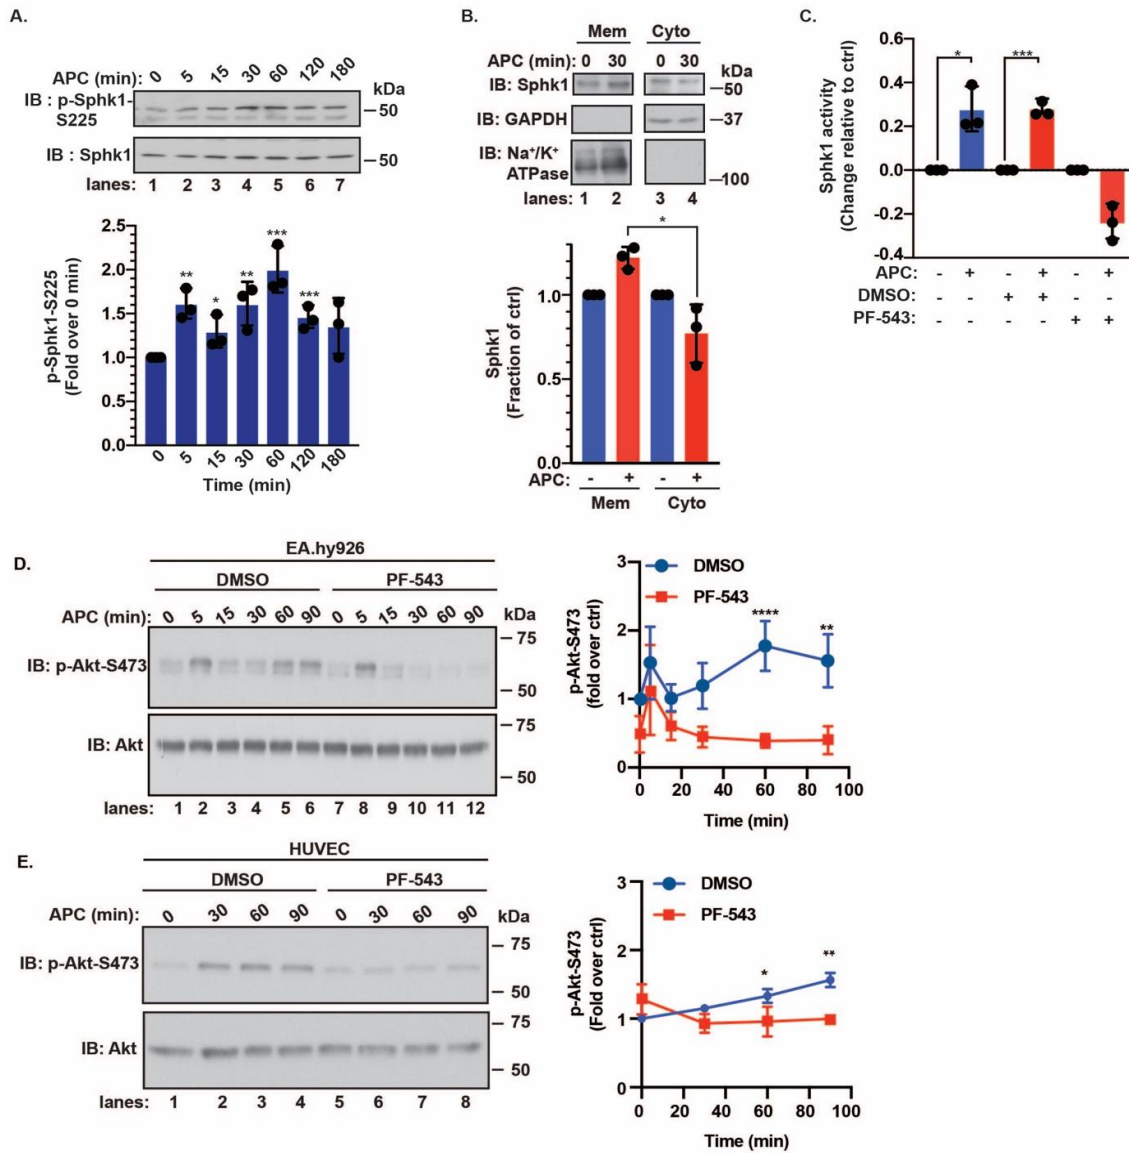 A.
APC (min): 0 5 15 30 60 120 180
kDa
IB : p-Sphk1-
S225
50
IB : Sphk1
50
lanes: 1 2 3 4 5 6 7
2.5
2.0
1.5
1.0
0.5
0.0
** * ** *** ***
p-Sphk1-S225
(Fold over 0 min)
0 5 15 30 60 120 180
Time (min)
B.
Mem Cyto
APC (min): 0 30 0 30
kDa
IB: Sphk1
50
IB: GAPDH
37
IB: Na+/K+
ATPase
100
lanes: 1 2 3 4
*
1.0
0.5
0.0
Sphk1
(Fraction of ctrl)
APC: - + - +
Mem Cyto
C.
0.6
0.4
0.2
0.0
-0.2
-0.4
* ***
Sphk1 activity
(Change relative to ctrl)
APC: - + - + - +
DMSO: - - + + - -
PF-543: - - - - + +
D.
EA.hy926
DMSO PF-543
APC (min): 0 5 15 30 60 90 0 5 15 30 60 90
kDa
75
IB: p-Akt-S473
50
75
IB: Akt
50
lanes: 1 2 3 4 5 6 7 8 9 10 11 12
3
2
1
0
DMSO
PF-543
**** **
p-Akt-S473
(fold over ctrl)
0 20 40 60 80 100
Time (min)
E.
HUVEC
DMSO PF-543
APC (min): 0 30 60 90 0 30 60 90
kDa
75
IB: p-Akt-S473
50
75
IB: Akt
50
lanes: 1 2 3 4 5 6 7 8
3
2
1
0
DMSO
PF-543
* **
p-Akt-S473
(Fold over ctrl)
0 20 40 60 80 100
Time (min)